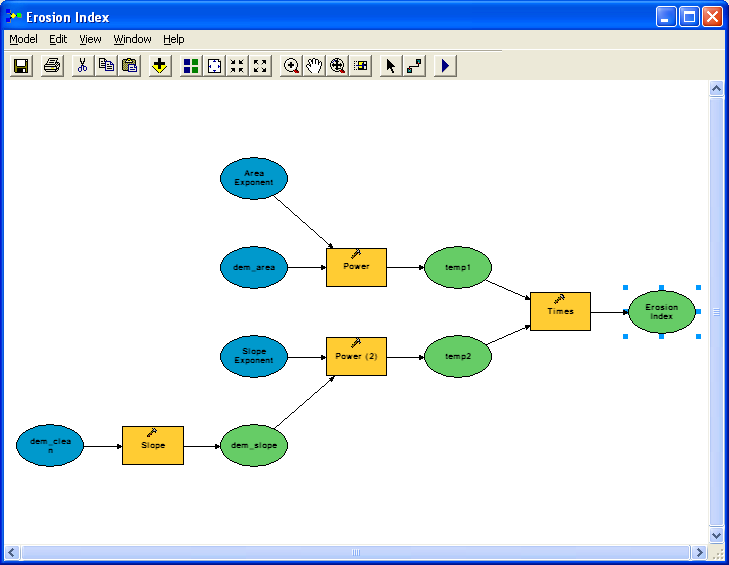 Erosion Index
Model Edit View Window Help
Area
Exponent
dem_area
Power
temp1
Times
Erosion
Index
Slope
Exponent
Power (2)
temp2
dem_clea
n
Slope
dem_slope